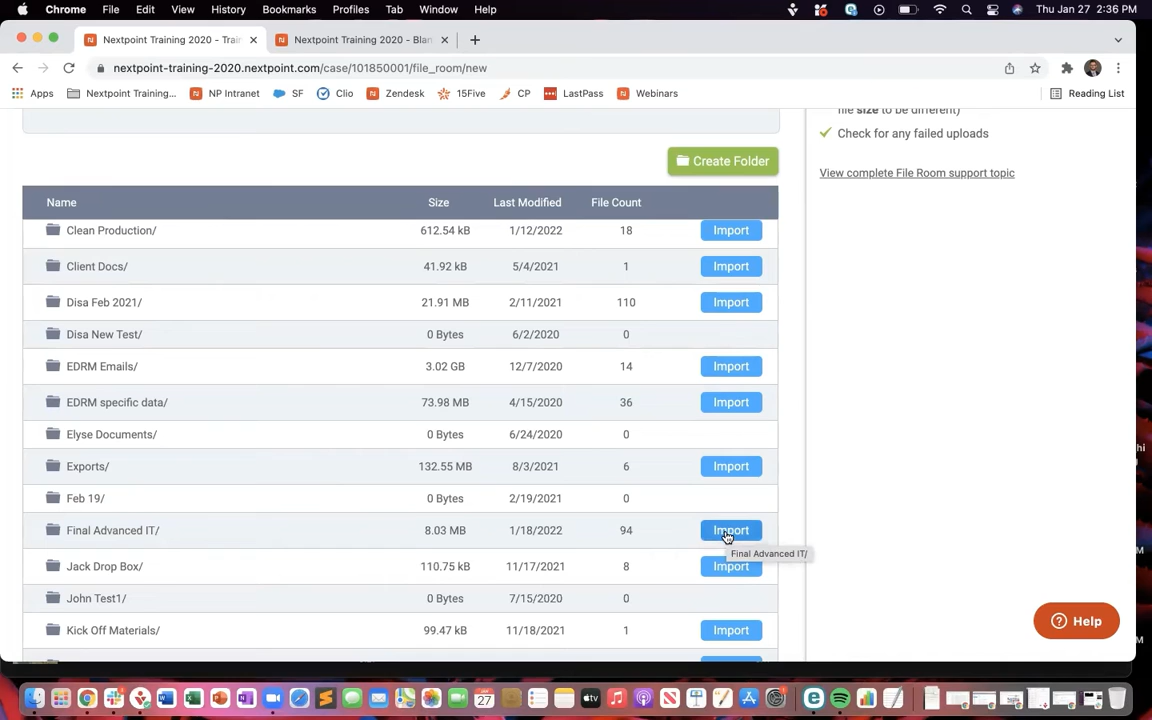 Chrome File Edit View History Bookmarks Profiles Tab Window Help Thu Jan 27 2:36 PM
Nextpoint Training 2020 - Trai Nextpoint Training 2020 - Blan
nextpoint-training-2020.nextpoint.com/case/101850001/file_room/new
Apps Nextpoint Training... NP Intranet SF Clio Zendesk 15Five CP LastPass Webinars Reading List
file size to be different)
Check for any failed uploads
View complete File Room support topic
Create Folder
Name Size Last Modified File Count
Clean Production/ 612.54 kB 1/12/2022 18 Import
Client Docs/ 41.92 kB 5/4/2021 1 Import
Disa Feb 2021/ 21.91 MB 2/11/2021 110 Import
Disa New Test/ 0 Bytes 6/2/2020 0
EDRM Emails/ 3.02 GB 12/7/2020 14 Import
EDRM specific data/ 73.98 MB 4/15/2020 36 Import
Elyse Documents/ 0 Bytes 6/24/2020 0
Exports/ 132.55 MB 8/3/2021 6 Import
Feb 19/ 0 Bytes 2/19/2021 0
Final Advanced IT/ 8.03 MB 1/18/2022 94 Import
Final Advanced IT/
Jack Drop Box/ 110.75 kB 11/17/2021 8 Import
John Test1/ 0 Bytes 7/15/2020 0
Kick Off Materials/ 99.47 kB 11/18/2021 1 Import
Help